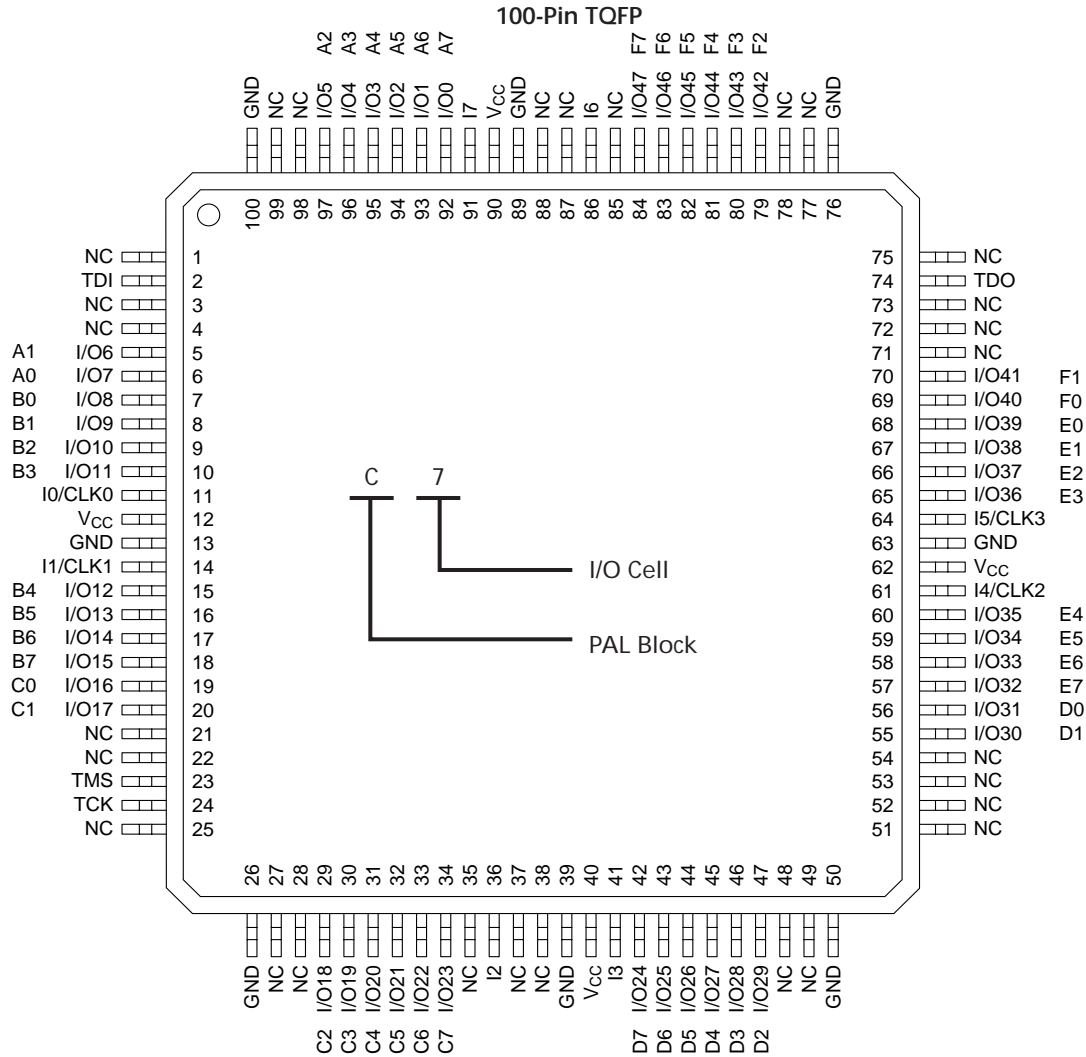 100-Pin TQFP
A2 A3 A4 A5 A6 A7 F7 F6 F5 F4 F3 F2
GND NC NC I/O5 I/O4 I/O3 I/O2 I/O1 I/O0 I7 VCC GND NC NC I6 NC I/O47 I/O46 I/O45 I/O44 I/O43 I/O42 NC NC GND
100 99 98 97 96 95 94 93 92 91 90 89 88 87 86 85 84 83 82 81 80 79 78 77 76
NC 1 75 NC
TDI 2 74 TDO
NC 3 73 NC
NC 4 72 NC
A1 I/O6 5 71 NC
A0 I/O7 6 70 I/O41 F1
B0 I/O8 7 69 I/O40 F0
B1 I/O9 8 68 I/O39 E0
B2 I/O10 9 67 I/O38 E1
B3 I/O11 10 66 I/O37 E2
C 7
I0/CLK0 11 65 I/O36 E3
VCC 12 64 I5/CLK3
GND 13 63 GND
I1/CLK1 14 62 VCC
I/O Cell
B4 I/O12 15 61 I4/CLK2
B5 I/O13 16 60 I/O35 E4
B6 I/O14 17 59 I/O34 E5
PAL Block
B7 I/O15 18 58 I/O33 E6
C0 I/O16 19 57 I/O32 E7
C1 I/O17 20 56 I/O31 D0
NC 21 55 I/O30 D1
NC 22 54 NC
TMS 23 53 NC
TCK 24 52 NC
NC 25 51 NC
26 27 28 29 30 31 32 33 34 35 36 37 38 39 40 41 42 43 44 45 46 47 48 49 50
GND NC NC I/O18 I/O19 I/O20 I/O21 I/O22 I/O23 NC I2 NC NC GND VCC I3 I/O24 I/O25 I/O26 I/O27 I/O28 I/O29 NC NC GND
C2 C3 C4 C5 C6 C7 D7 D6 D5 D4 D3 D2